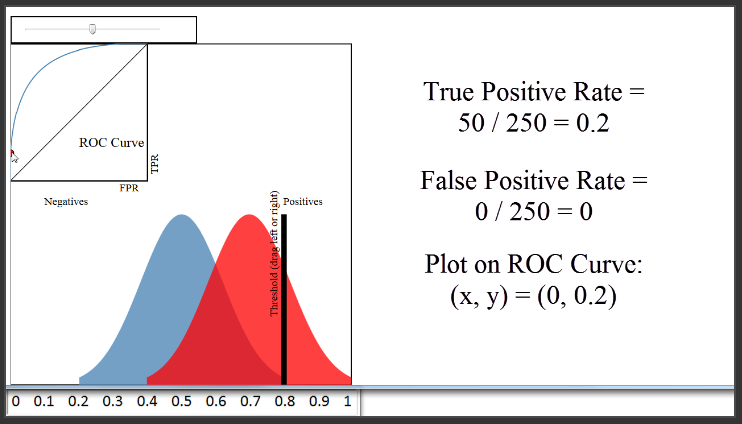 ROC Curve
TPR
FPR
Negatives
Positives
Threshold (drag left or right)
0 0.1 0.2 0.3 0.4 0.5 0.6 0.7 0.8 0.9 1
True Positive Rate =
50 / 250 = 0.2
False Positive Rate =
0 / 250 = 0
Plot on ROC Curve:
(x, y) = (0, 0.2)